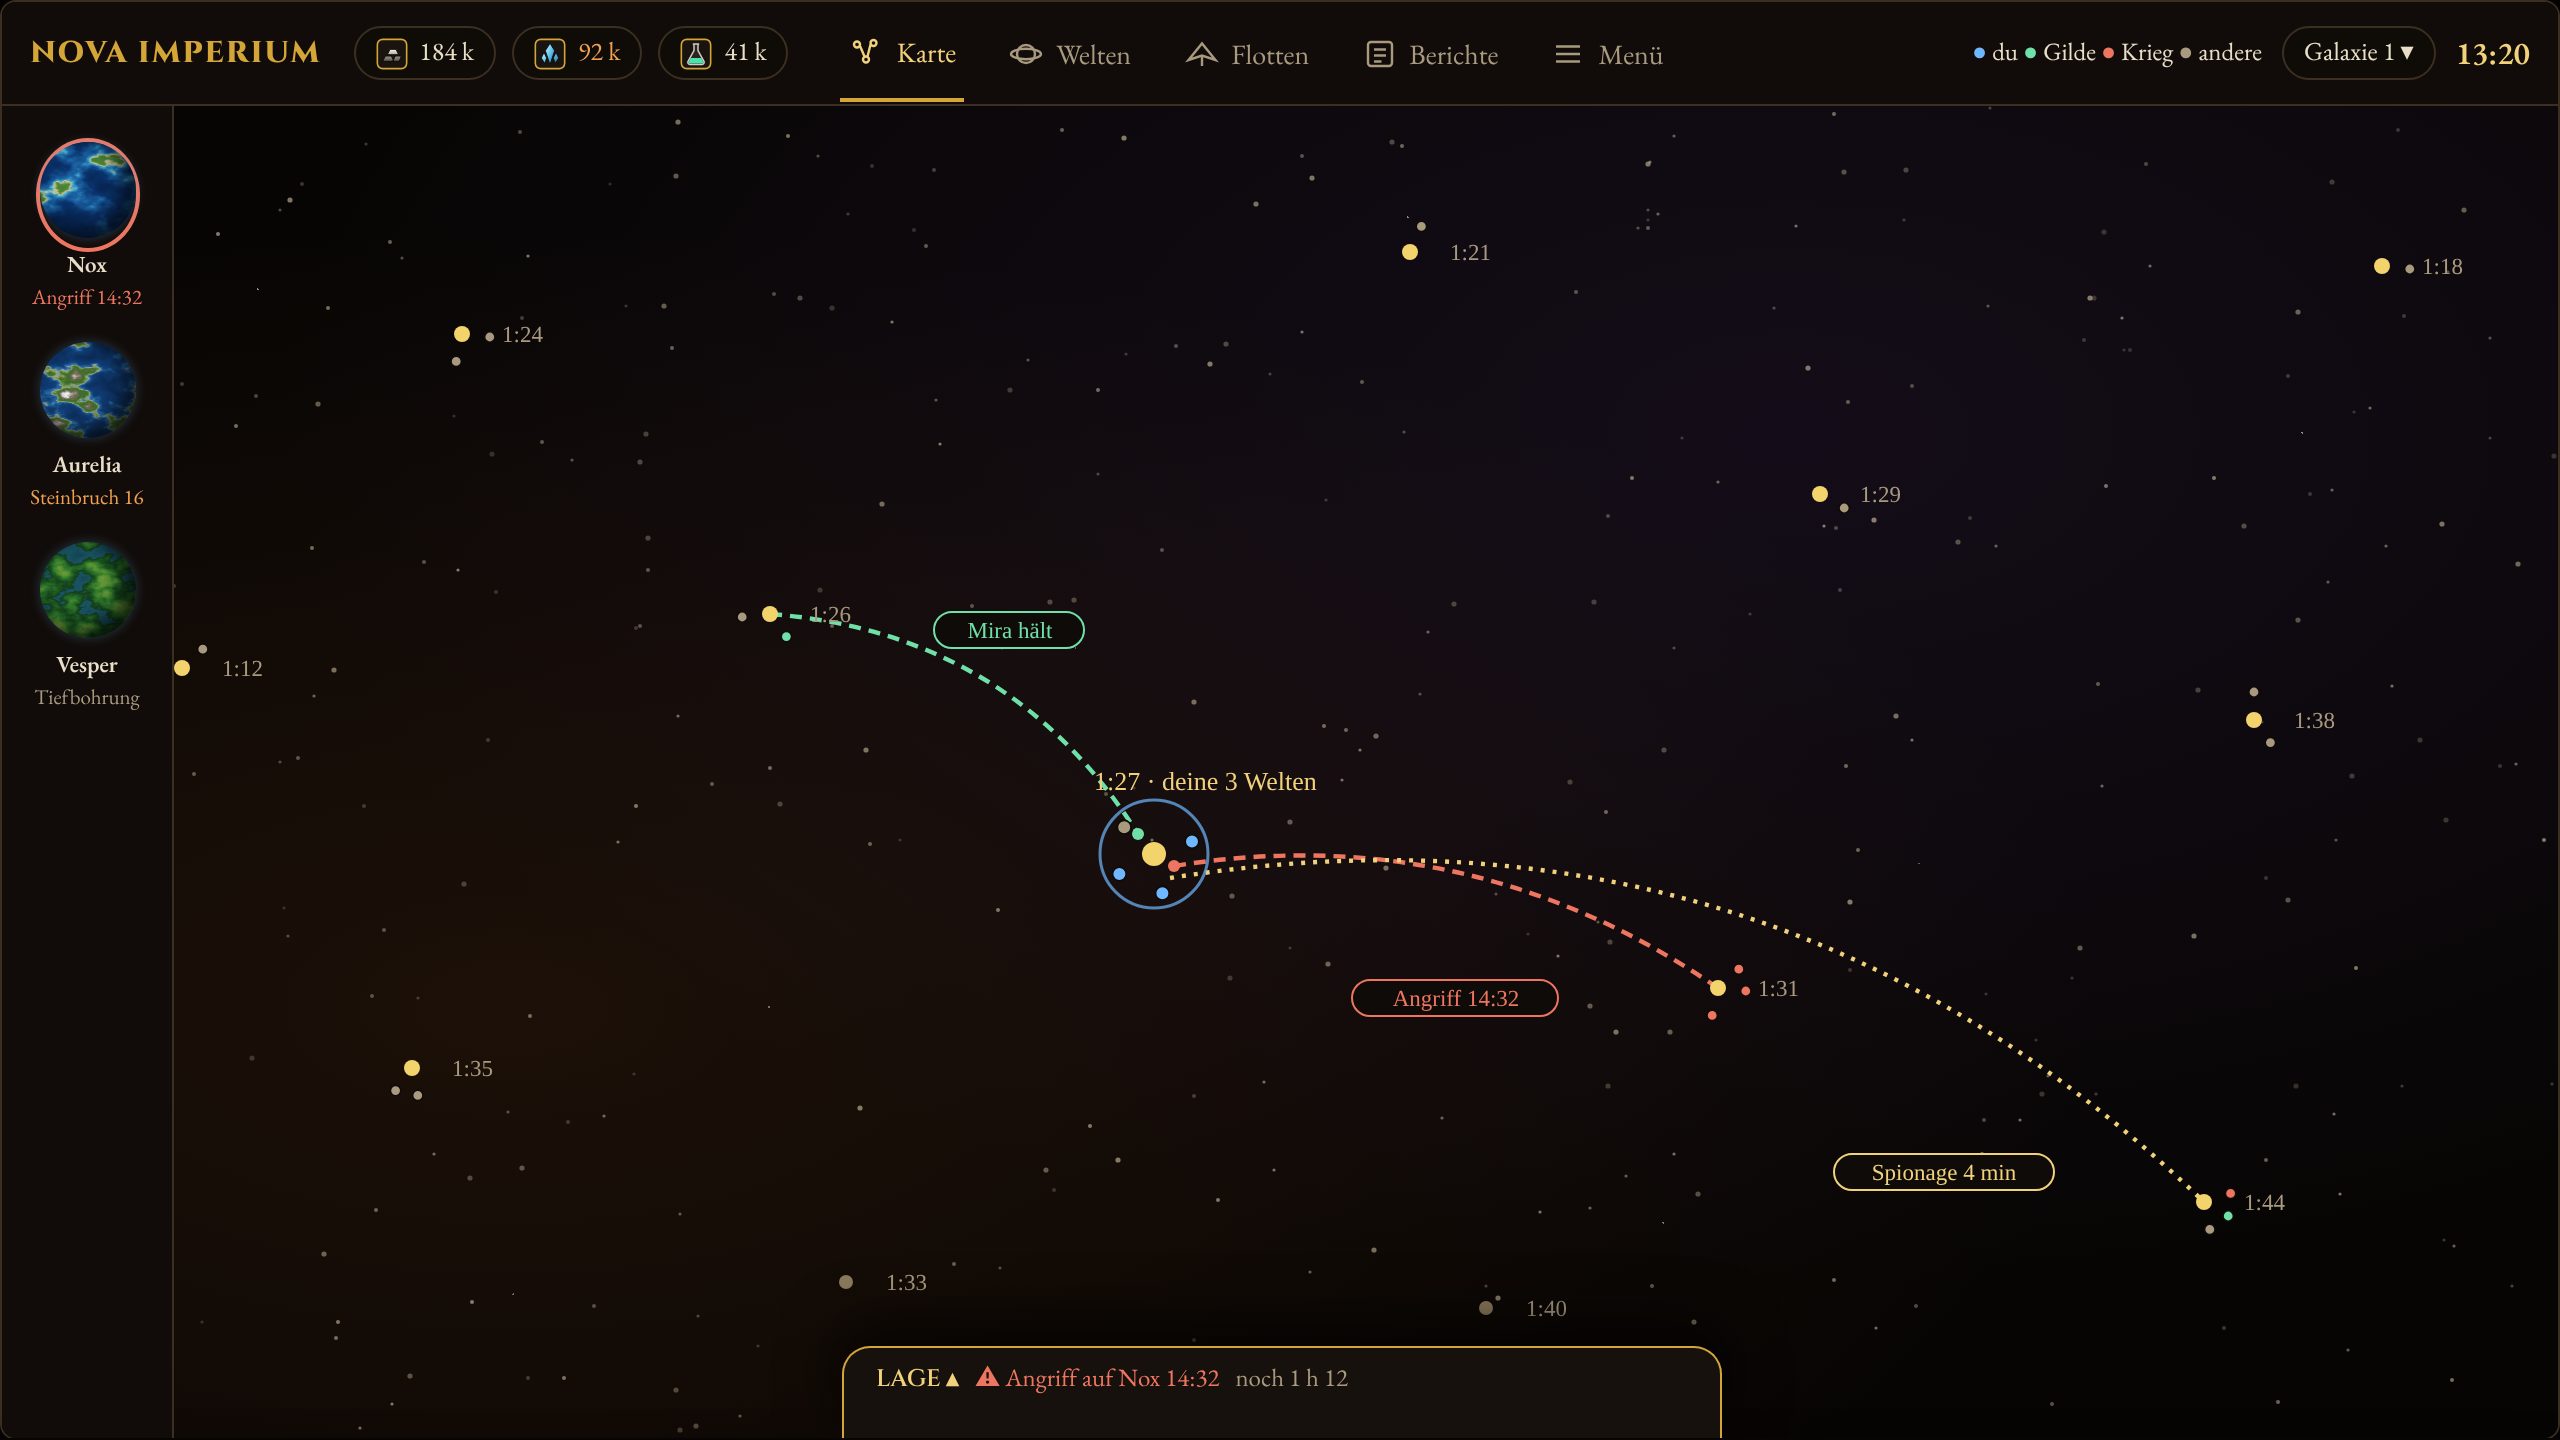 NOVA IMPERIUM
184 k
92 k
41 k
Karte
Welten
Flotten
Berichte
Menü
du
Gilde
Krieg
andere
Galaxie 1 ▾
13:20
Nox
Angriff 14:32
Aurelia
Steinbruch 16
Vesper
Tiefbohrung
1:21
1:18
1:24
1:29
1:26
Mira hält
1:12
1:38
1:27 · deine 3 Welten
Angriff 14:32
1:31
1:35
Spionage 4 min
1:44
1:33
1:40
LAGE ▴ Angriff auf Nox 14:32 noch 1 h 12